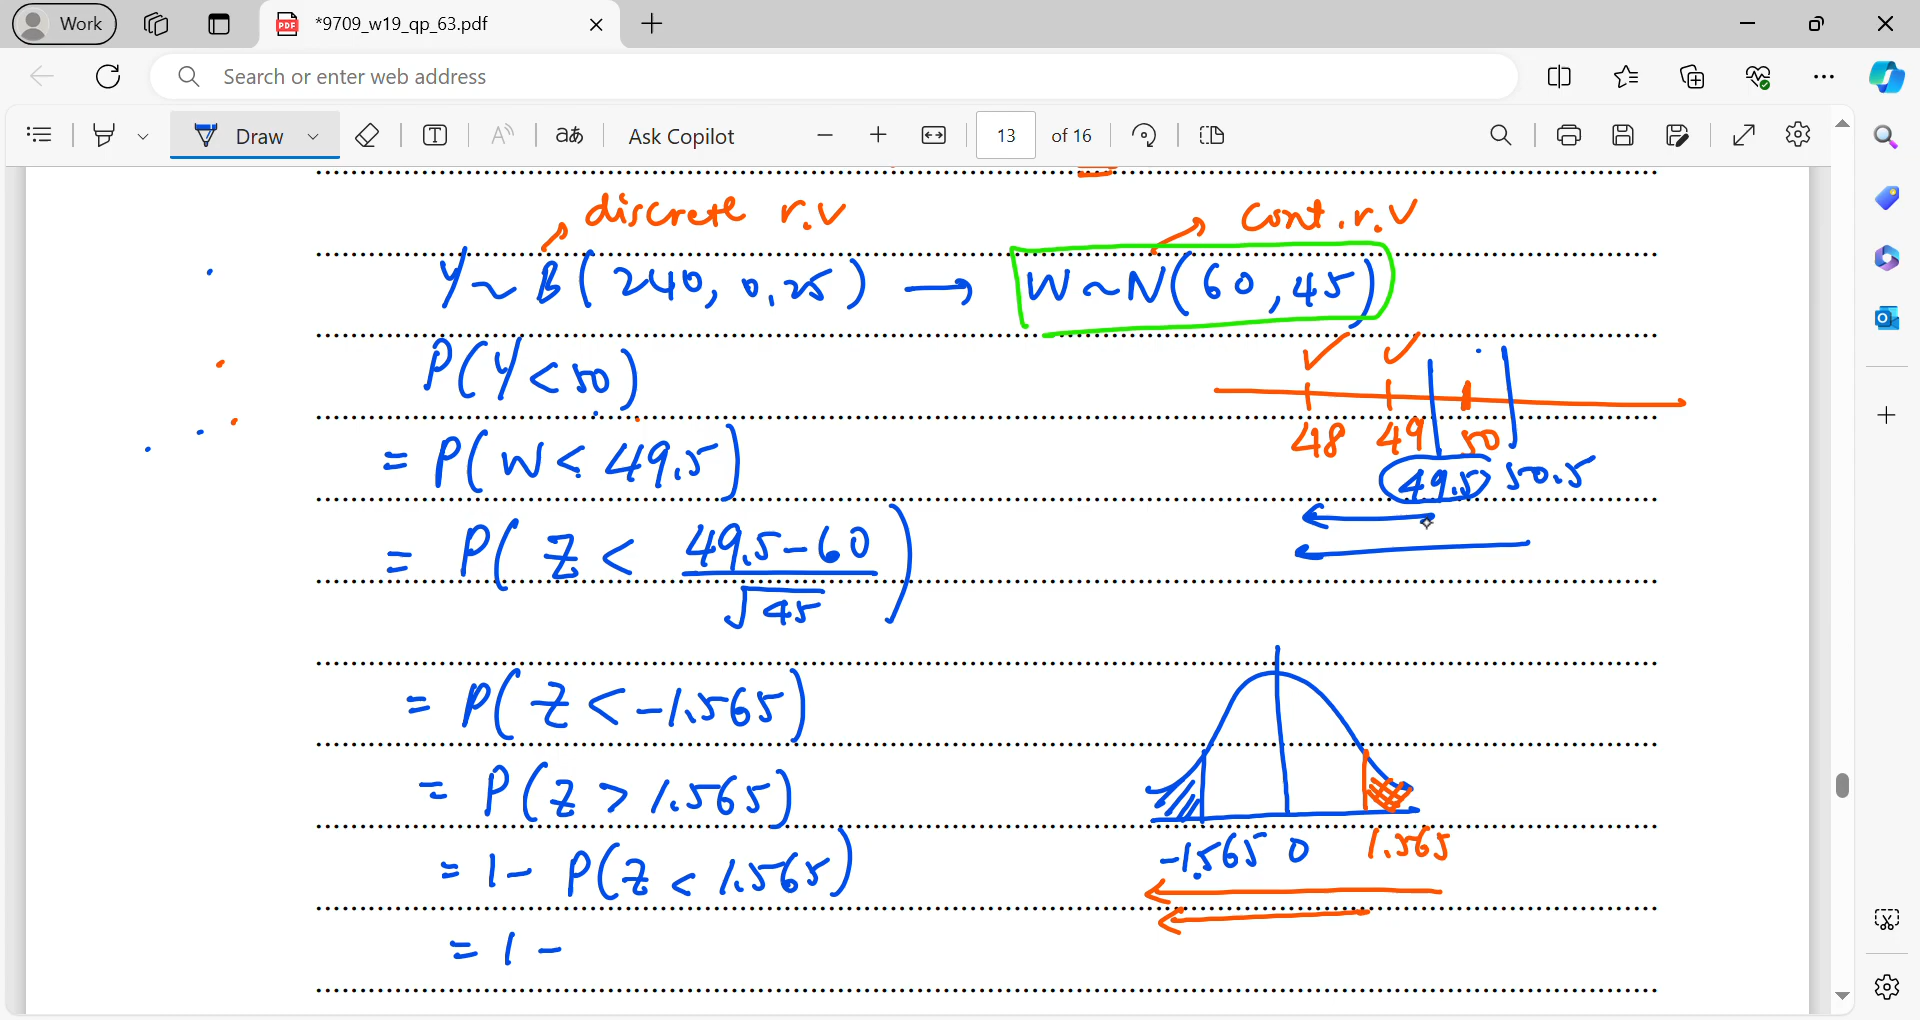 Work
*9709_w19_qp_63.pdf
Search or enter web address
Draw
T
A
aあ
Ask Copilot
13 of 16
discrete r.v
cont. r.v
Y ~ B(240, 0.25) → W ~ N(60, 45)
P(Y < 50)
48 49 50
= P(W < 49.5)
49.5 50.5
= P(Z < (49.5 - 60)/√45)
= P(Z < -1.565)
= P(Z > 1.565)
-1.565 0 1.565
= 1 - P(Z < 1.565)
= 1 -